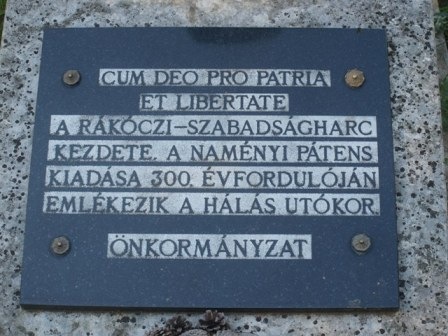 CUM DEO PRO PATRIA
ET LIBERTATE
A RÁKÓCZI-SZABADSÁGHARC
KEZDETE. A NAMÉNYI PÁTENS
KIADÁSA 300. ÉVFORDULÓJÁN
EMLÉKEZIK A HÁLÁS UTÓKOR.
ÖNKORMÁNYZAT